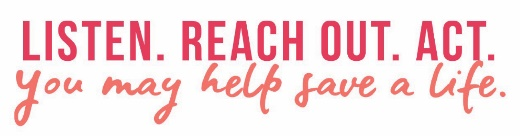 LISTEN. REACH OUT. ACT.
you may help save a life.